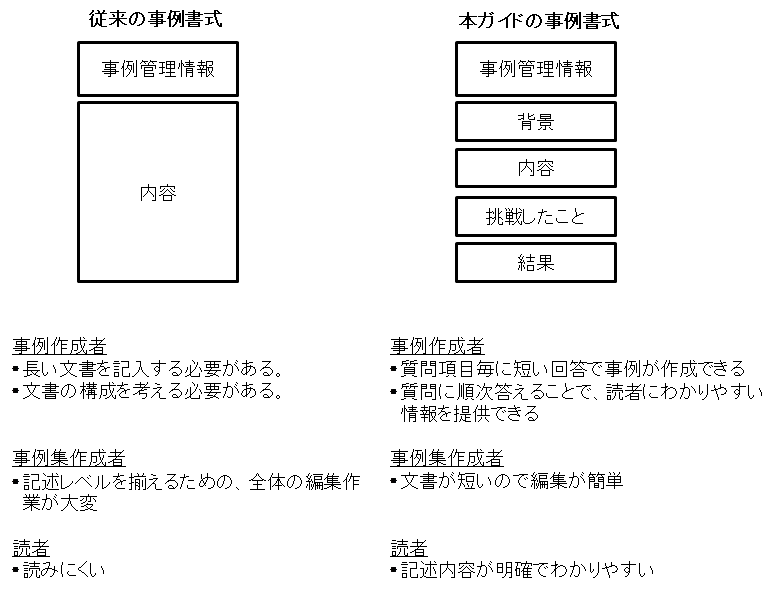 従来の事例書式
事例管理情報
内容
事例作成者
•長い文書を記入する必要がある。
•文書の構成を考える必要がある。
事例集作成者
•記述レベルを揃えるための、全体の編集作
業が大変
読者
•読みにくい
本ガイドの事例書式
事例管理情報
背景
内容
挑戦したこと
結果
事例作成者
•質問項目毎に短い回答で事例が作成できる
•質問に順次答えることで、読者にわかりやすい
情報を提供できる
事例集作成者
•文書が短いので編集が簡単
読者
•記述内容が明確でわかりやすい